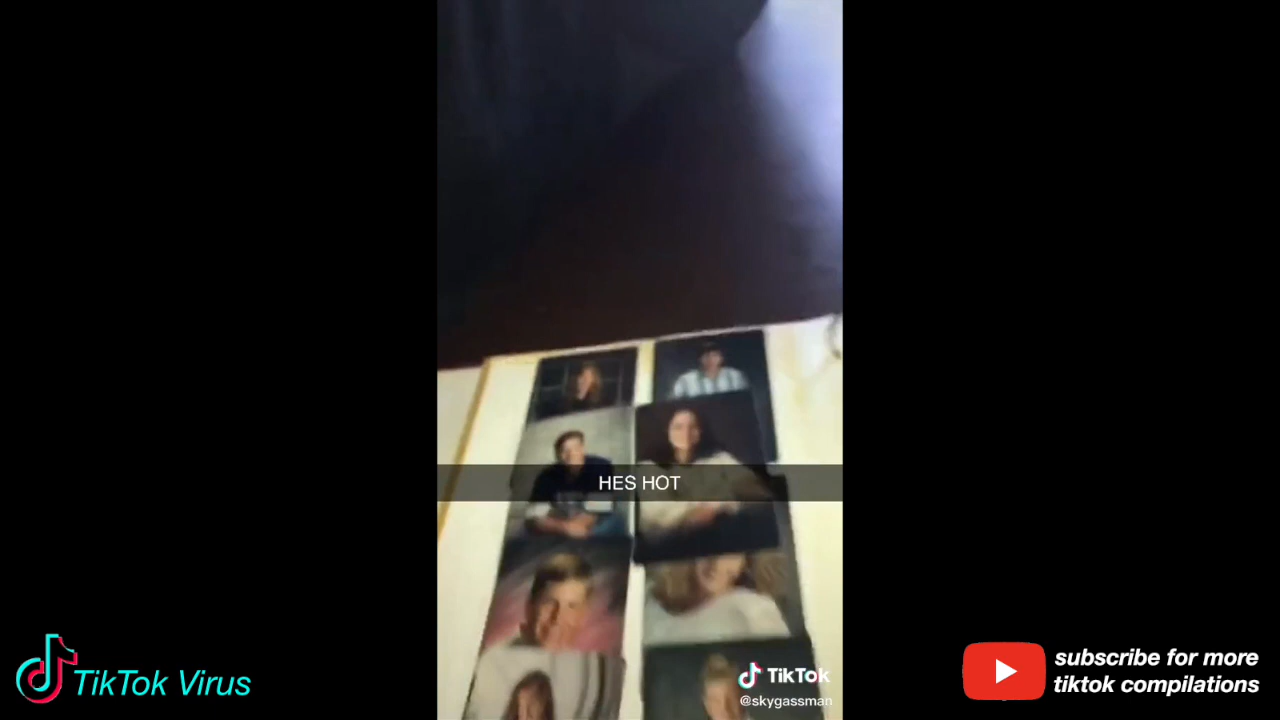 HES HOT
TikTok
@skygassman
TikTok Virus
subscribe for more
tiktok compilations